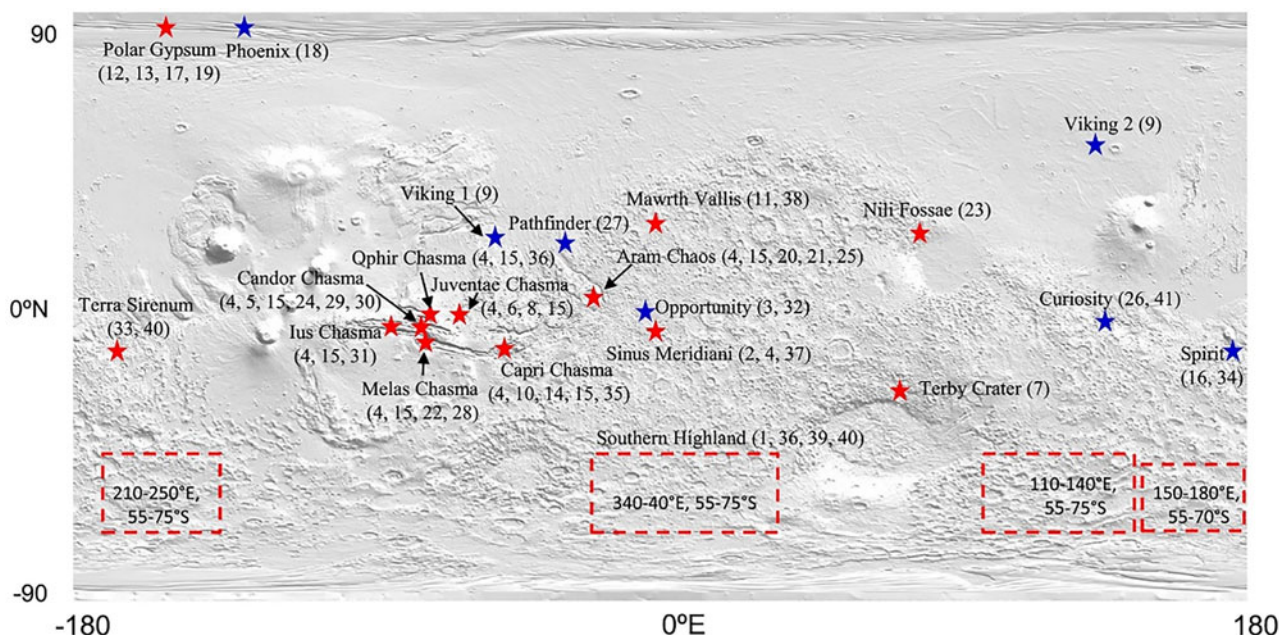 90
Polar Gypsum
(12, 13, 17, 19)
Phoenix (18)
Viking 2 (9)
Viking 1 (9)
Pathfinder (27)
Mawrth Vallis (11, 38)
Nili Fossae (23)
Qphir Chasma (4, 15, 36)
Aram Chaos (4, 15, 20, 21, 25)
Candor Chasma
(4, 5, 15, 24, 29, 30)
Juventae Chasma
(4, 6, 8, 15)
0ºN
Terra Sirenum
(33, 40)
Opportunity (3, 32)
Curiosity (26, 41)
Ius Chasma
(4, 15, 31)
Sinus Meridiani (2, 4, 37)
Spirit
(16, 34)
Melas Chasma
(4, 15, 22, 28)
Capri Chasma
(4, 10, 14, 15, 35)
Terby Crater (7)
Southern Highland (1, 36, 39, 40)
210-250°E,
55-75°S
340-40°E, 55-75°S
110-140°E,
55-75°S
150-180°E,
55-70°S
-90
-180
0ºE
180